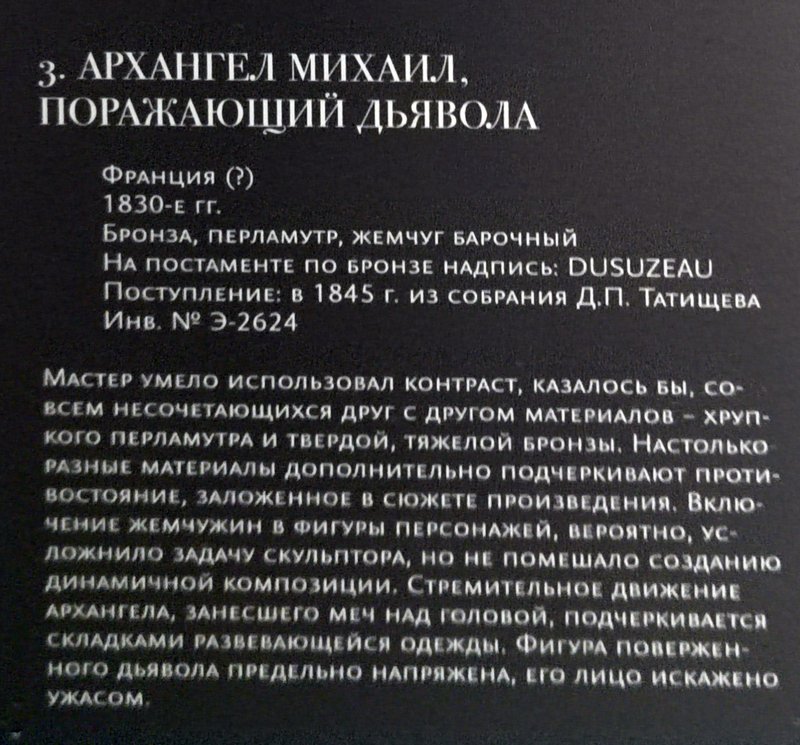 3. АРХАНГЕЛ МИХАИЛ,
ПОРАЖАЮЩИЙ ДЬЯВОЛА
Франция (?)
1830-е гг.
Бронза, перламутр, жемчуг барочный
На постаменте по бронзе надпись: DUSUZEAU
Поступление: в 1845 г. из собрания Д.П. Татищева
Инв. № Э-2624
Мастер умело использовал контраст, казалось бы, со-
всем несочетающихся друг с другом материалов – хруп-
кого перламутра и твердой, тяжелой бронзы. Настолько
разные материалы дополнительно подчеркивают проти-
востояние, заложенное в сюжете произведения. Вклю-
чение жемчужин в фигуры персонажей, вероятно, ус-
ложнило задачу скульптора, но не помешало созданию
динамичной композиции. Стремительное движение
архангела, занесшего меч над головой, подчеркивается
складками развевающейся одежды. Фигура повержен-
ного дьявола предельно напряжена, его лицо искажено
ужасом.